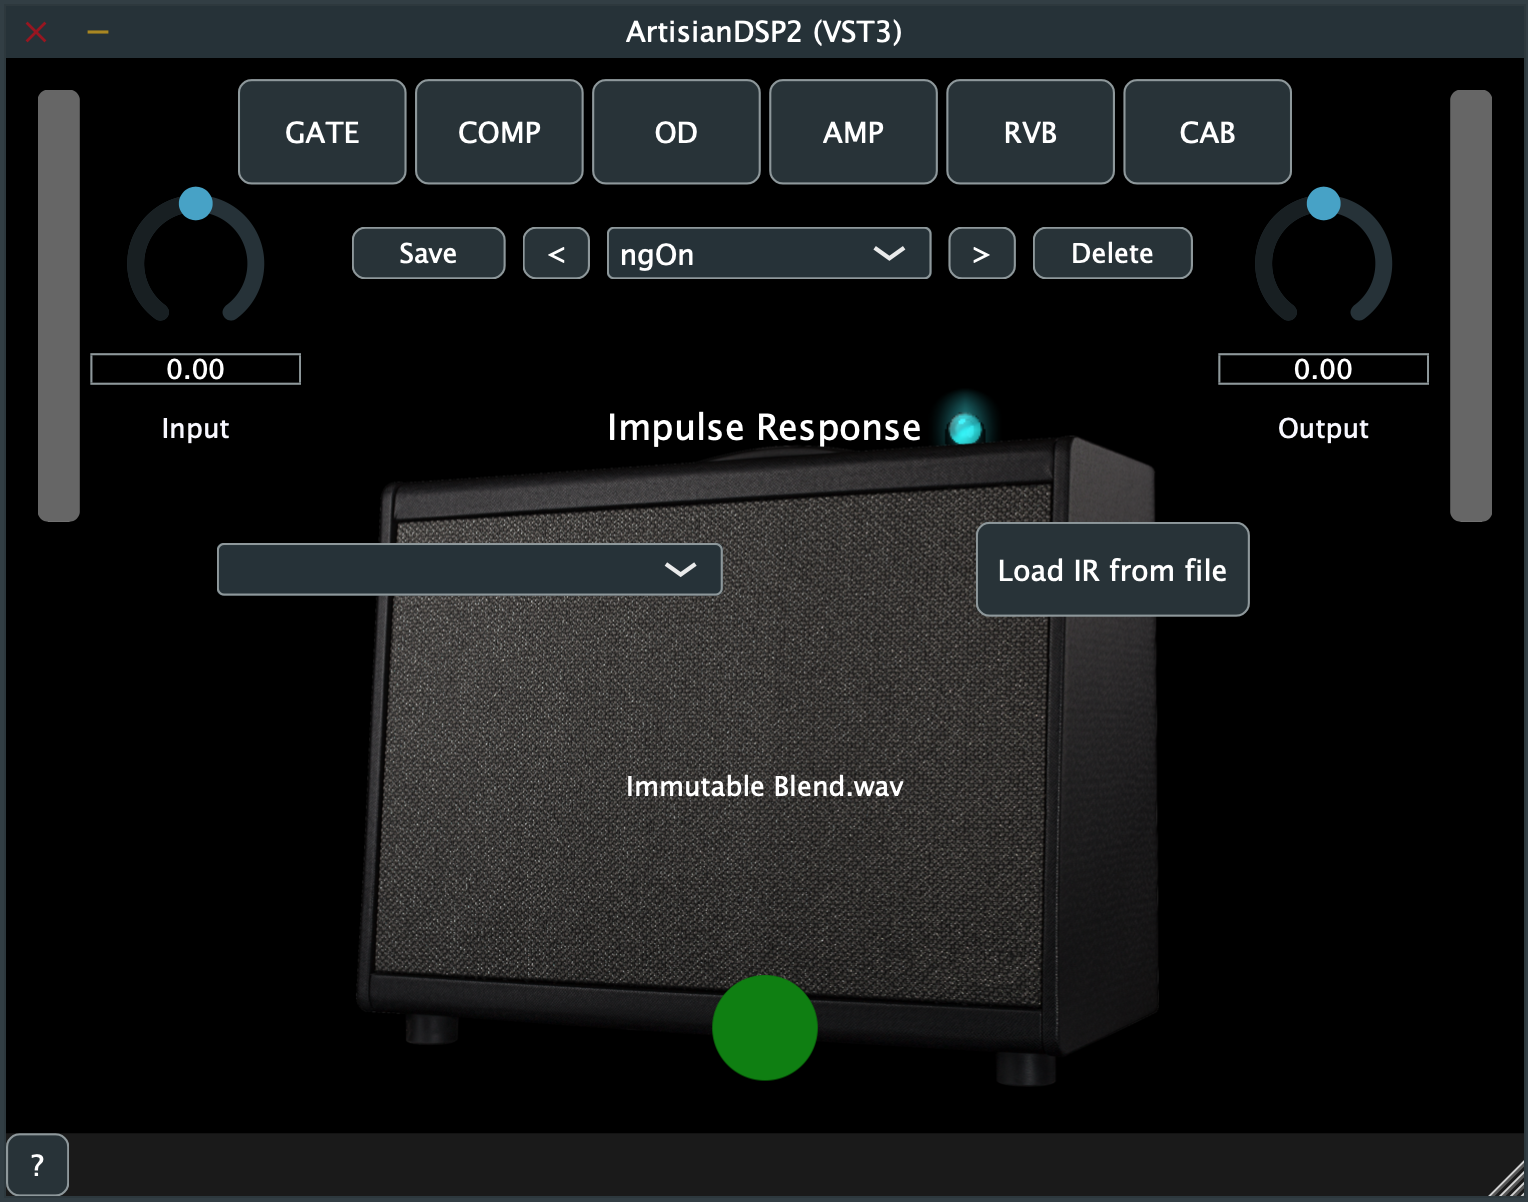 ArtisianDSP2 (VST3)
GATE COMP OD AMP RVB CAB
Save < ngOn > Delete
0.00 0.00
Input Output
Impulse Response
Load IR from file
Immutable Blend.wav
?